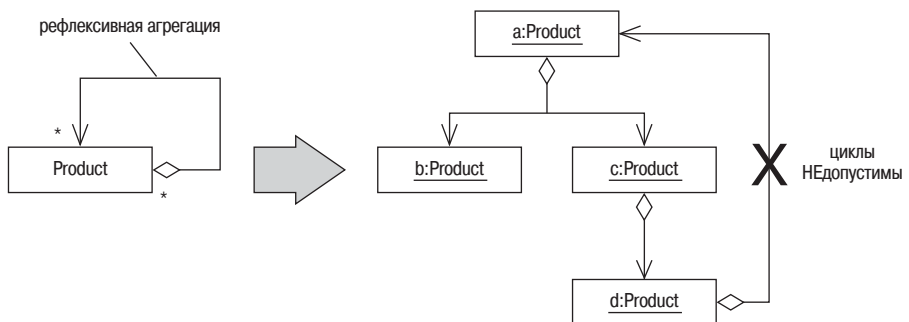 рефлексивная агрегация
*
Product
*
a:Product
b:Product
c:Product
d:Product
X
циклы
НЕдопустимы